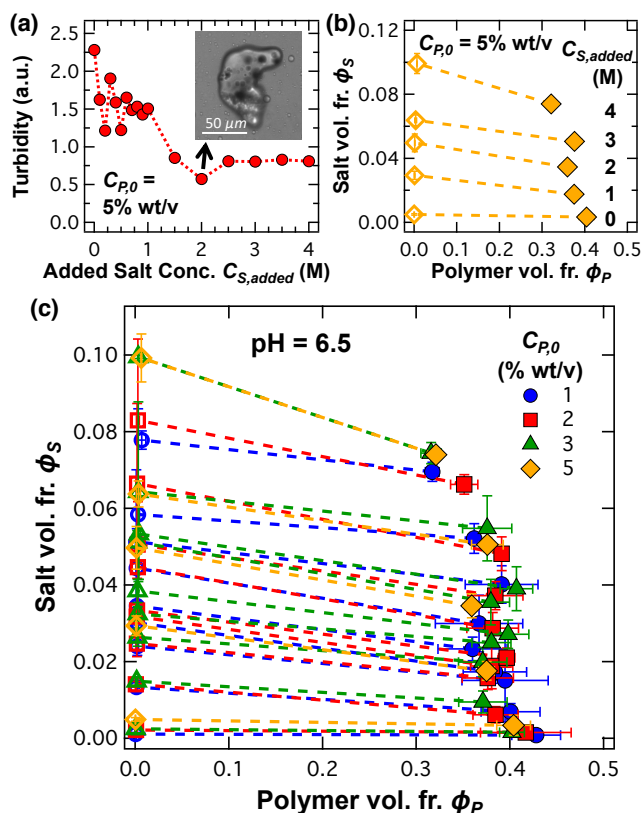 (a)
Turbidity (a.u.)
2.5
2.0
1.5
1.0
0.5
0.0
50 μm
C_{P,0} =
5% wt/v
0 1 2 3 4
Added Salt Conc. C_{S,added} (M)
(b)
Salt vol. fr. ϕ_S
0.12
0.08
0.04
0.00
C_{P,0} = 5% wt/v
C_{S,added}
(M)
4
3
2
1
0
0.0 0.1 0.2 0.3 0.4 0.5
Polymer vol. fr. ϕ_P
(c)
pH = 6.5
C_{P,0}
(% wt/v)
1
2
3
5
Salt vol. fr. ϕ_S
0.10
0.08
0.06
0.04
0.02
0.00
0.0 0.1 0.2 0.3 0.4 0.5
Polymer vol. fr. ϕ_P